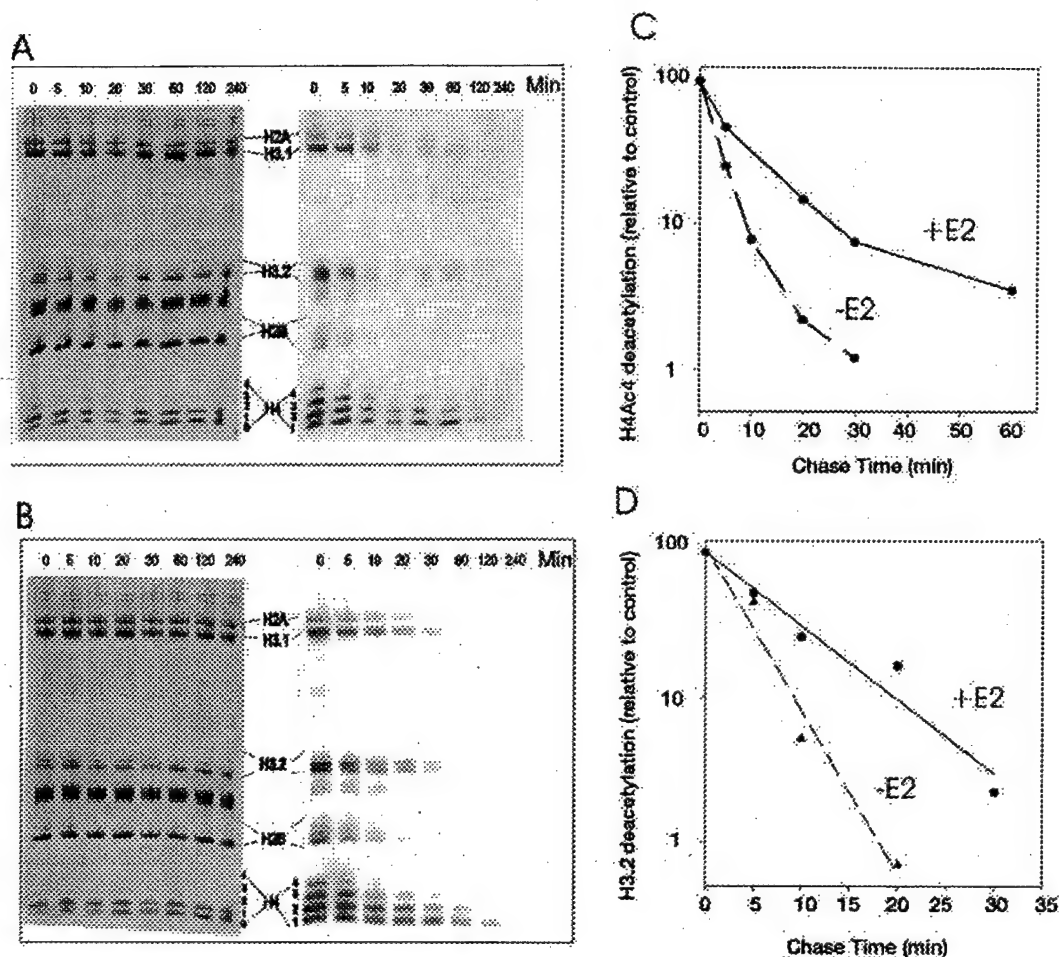 A
0 5 10 20 30 60 120 240 Min 0 5 10 20 30 60 120 240
H2A
H3.1
H3.2
H2B
H4
B
0 5 10 20 30 60 120 240 0 5 10 20 30 60 120 240 Min
H2A
H3.1
H3.2
H2B
H4
C
H4Ac4 deacetylation (relative to control)
100
10
1
+E2
-E2
0 10 20 30 40 50 60
Chase Time (min)
D
H3.2 deacetylation (relative to control)
100
10
1
+E2
-E2
0 5 10 15 20 25 30 35
Chase Time (min)